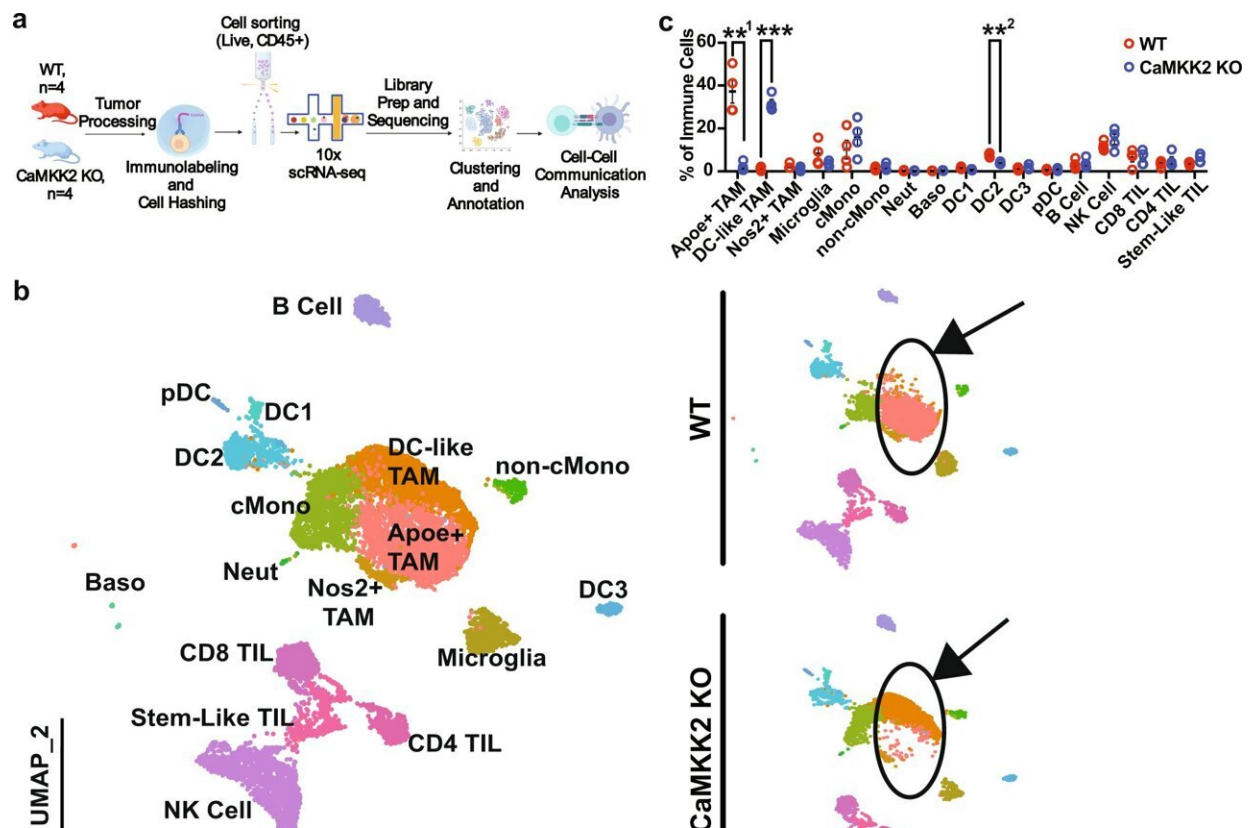 a
WT,
n=4
CaMKK2 KO,
n=4
Tumor
Processing
Immunolabeling
and
Cell Hashing
Cell sorting
(Live, CD45+)
10x
scRNA-seq
Library
Prep and
Sequencing
Clustering
and
Annotation
Cell-Cell
Communication
Analysis
c
% of Immune Cells
60
40
20
0
**1
***
**2
WT
CaMKK2 KO
Apoe+ TAM
DC-like TAM
Nos2+ TAM
Microglia
cMono
non-cMono
Neut
Baso
DC1
DC2
DC3
pDC
B Cell
NK Cell
CD8 TIL
CD4 TIL
Stem-Like TIL
b
B Cell
pDC
DC1
DC2
DC-like
TAM
non-cMono
cMono
Apoe+
TAM
Neut
Nos2+
TAM
Baso
DC3
Microglia
CD8 TIL
Stem-Like TIL
CD4 TIL
NK Cell
UMAP_2
WT
CaMKK2 KO